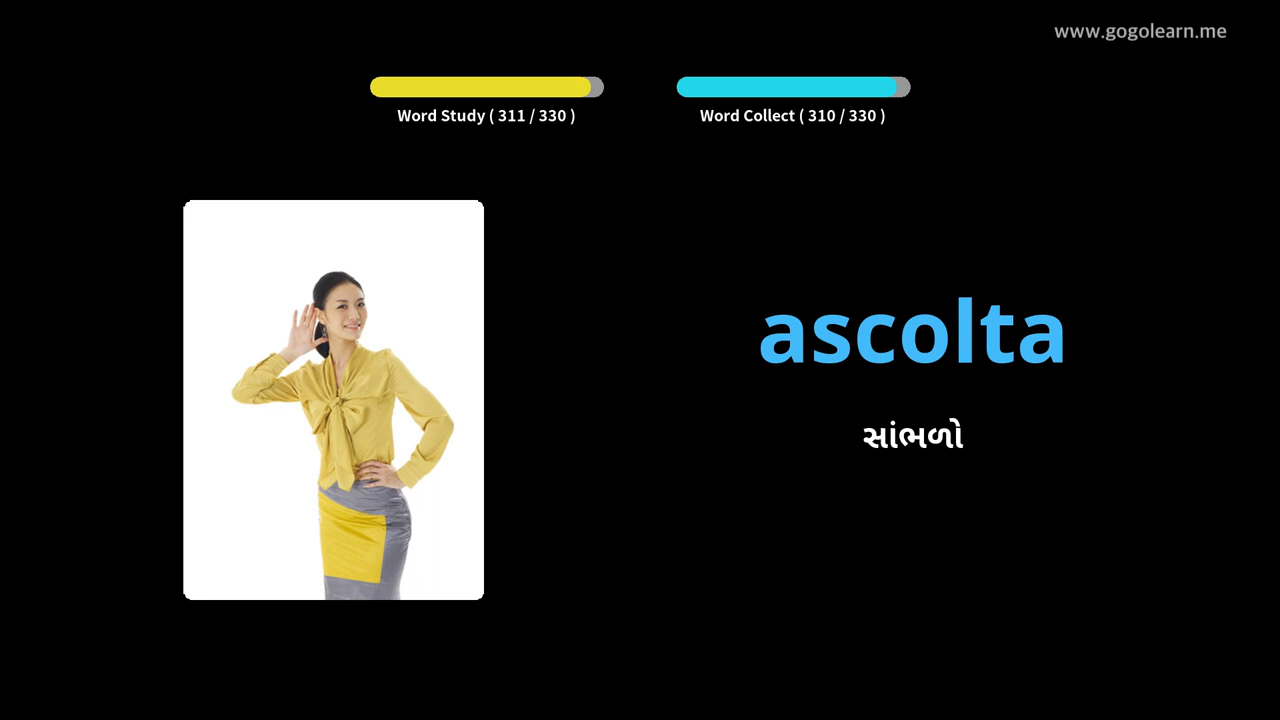 www.gogolearn.me
Word Study ( 311 / 330 )
Word Collect ( 310 / 330 )
ascolta
સાંભળો